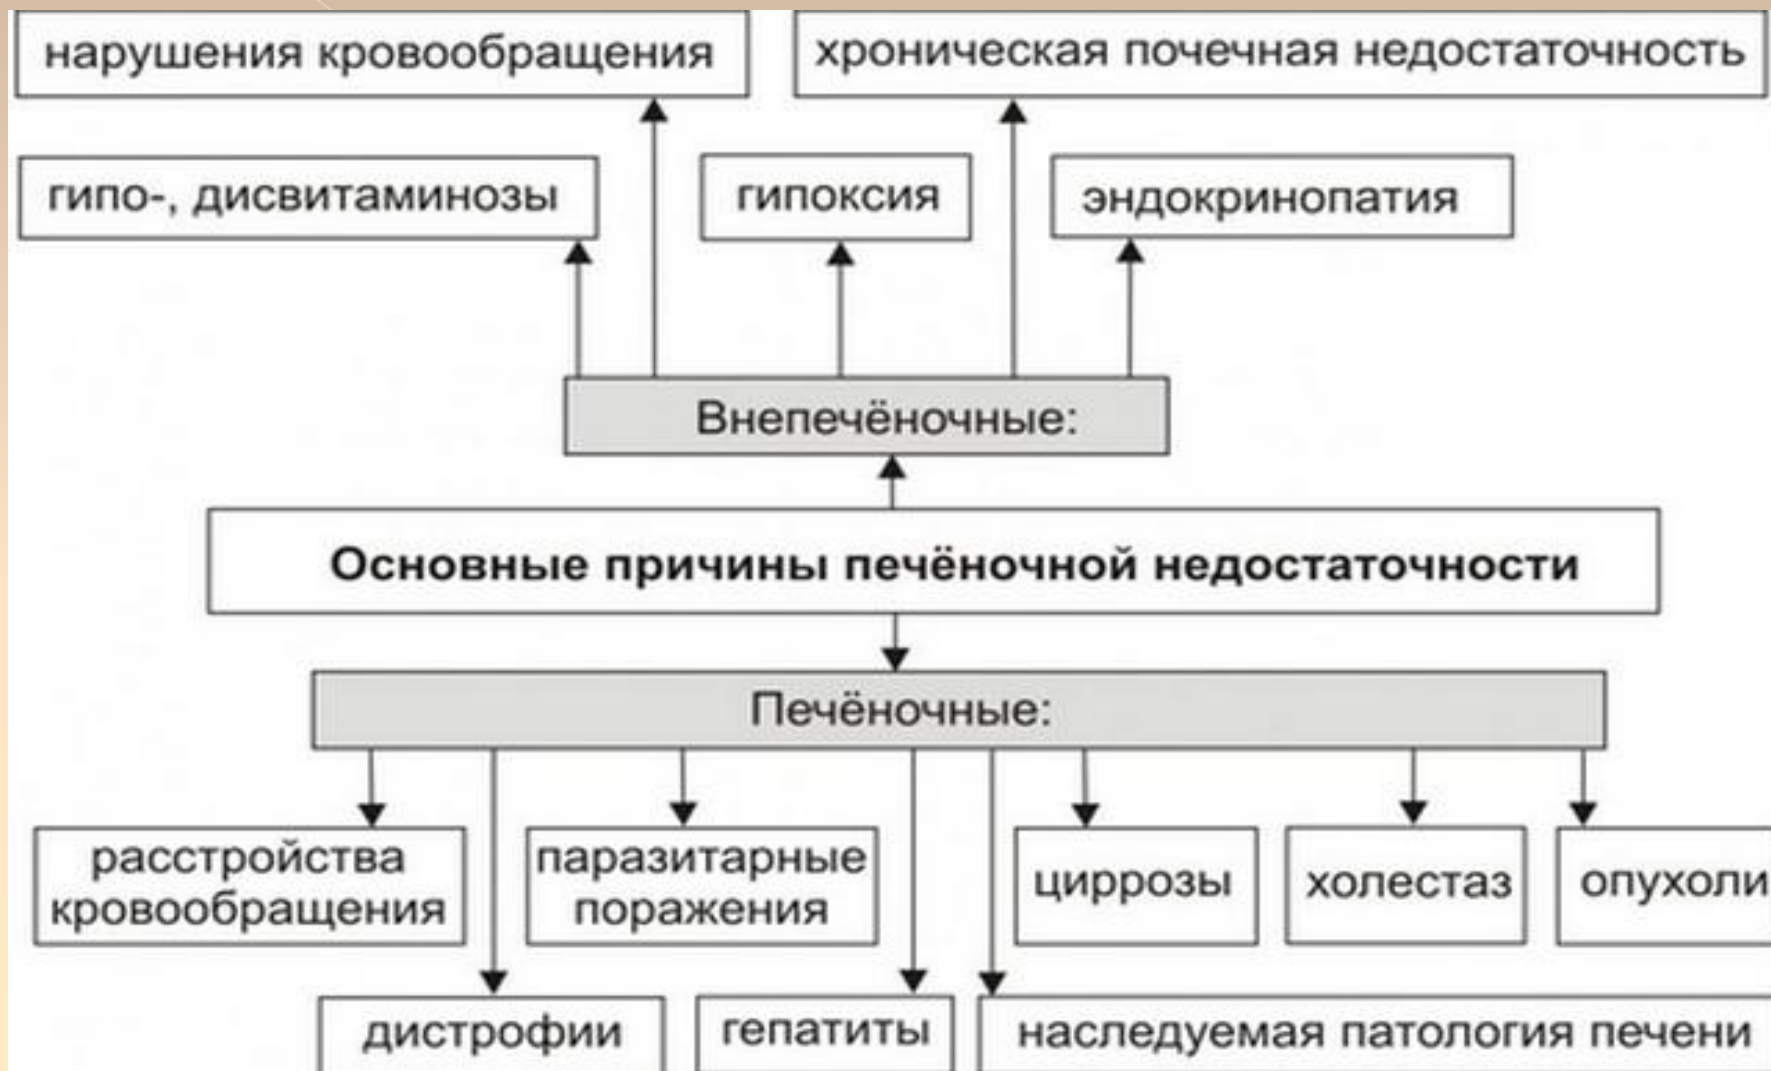 нарушения кровообращения
хроническая почечная недостаточность
гипо-, дисвитаминозы
гипоксия
эндокринопатия
Внепечёночные:
Основные причины печёночной недостаточности
Печёночные:
расстройства
кровообращения
паразитарные
поражения
циррозы
холестаз
опухоли
дистрофии
гепатиты
наследуемая патология печени